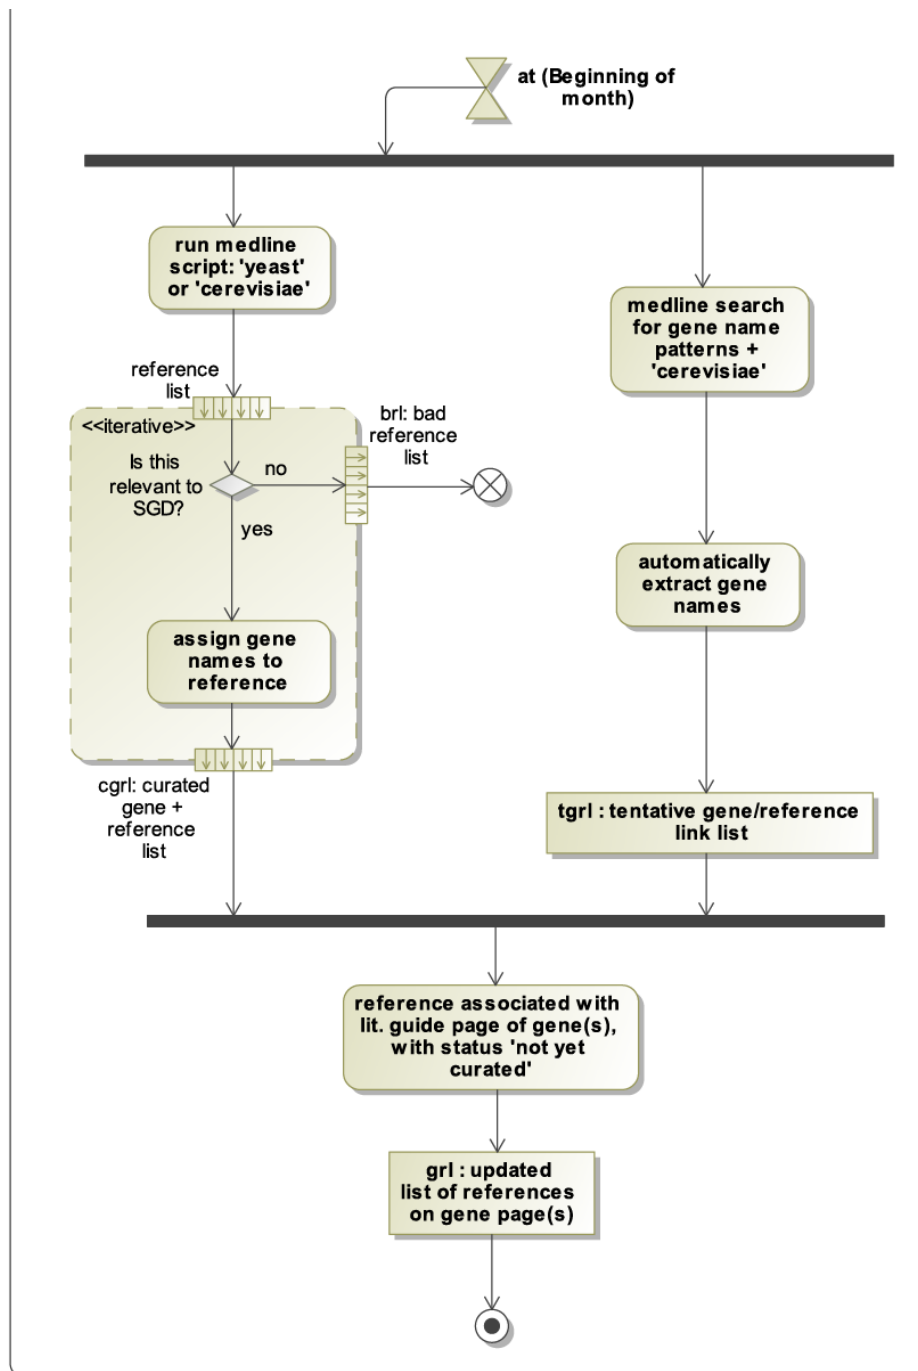 at (Beginning of
month)
run medline
script: 'yeast'
or 'cerevisiae'
medline search
for gene name
patterns +
'cerevisiae'
reference
list
<<iterative>>
Is this
relevant to
SGD?
no
yes
brl: bad
reference
list
assign gene
names to
reference
automatically
extract gene
names
cgrl: curated
gene +
reference
list
tgrl : tentative gene/reference
link list
reference associated with
lit. guide page of gene(s),
with status 'not yet
curated'
grl : updated
list of references
on gene page(s)